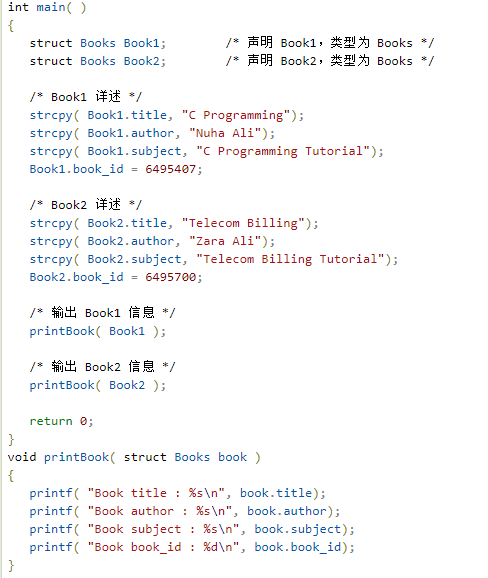 int main( )
{
   struct Books Book1;        /* 声明 Book1，类型为 Books */
   struct Books Book2;        /* 声明 Book2，类型为 Books */

   /* Book1 详述 */
   strcpy( Book1.title, "C Programming");
   strcpy( Book1.author, "Nuha Ali");
   strcpy( Book1.subject, "C Programming Tutorial");
   Book1.book_id = 6495407;

   /* Book2 详述 */
   strcpy( Book2.title, "Telecom Billing");
   strcpy( Book2.author, "Zara Ali");
   strcpy( Book2.subject, "Telecom Billing Tutorial");
   Book2.book_id = 6495700;

   /* 输出 Book1 信息 */
   printBook( Book1 );

   /* 输出 Book2 信息 */
   printBook( Book2 );

   return 0;
}
void printBook( struct Books book )
{
   printf( "Book title : %s\n", book.title);
   printf( "Book author : %s\n", book.author);
   printf( "Book subject : %s\n", book.subject);
   printf( "Book book_id : %d\n", book.book_id);
}